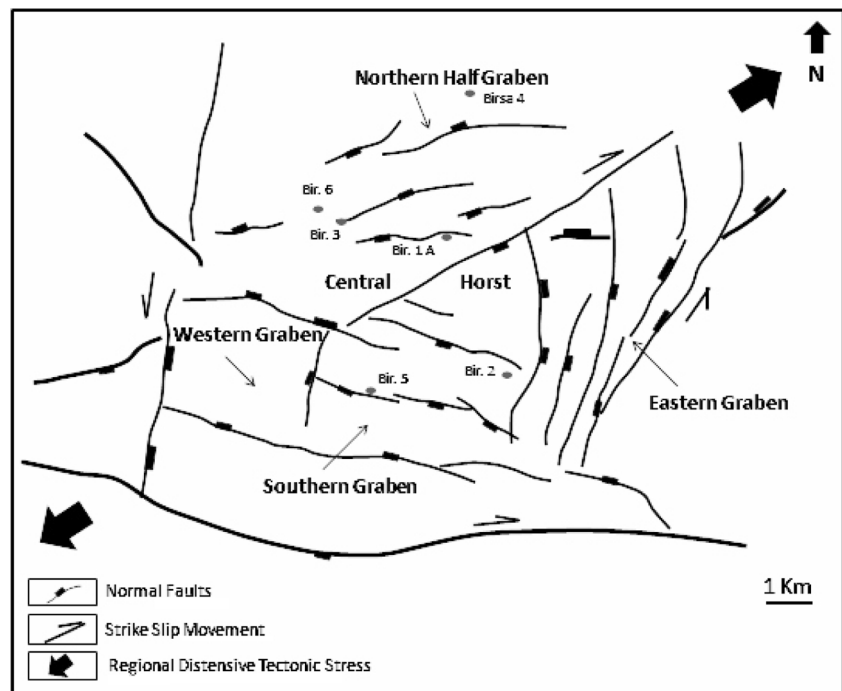 N
Northern Half Graben
Birsa 4
Bir. 6
Bir. 3
Bir. 1 A
Central Horst
Western Graben
Bir. 5
Bir. 2
Eastern Graben
Southern Graben
Normal Faults
1 Km
Strike Slip Movement
Regional Distensive Tectonic Stress